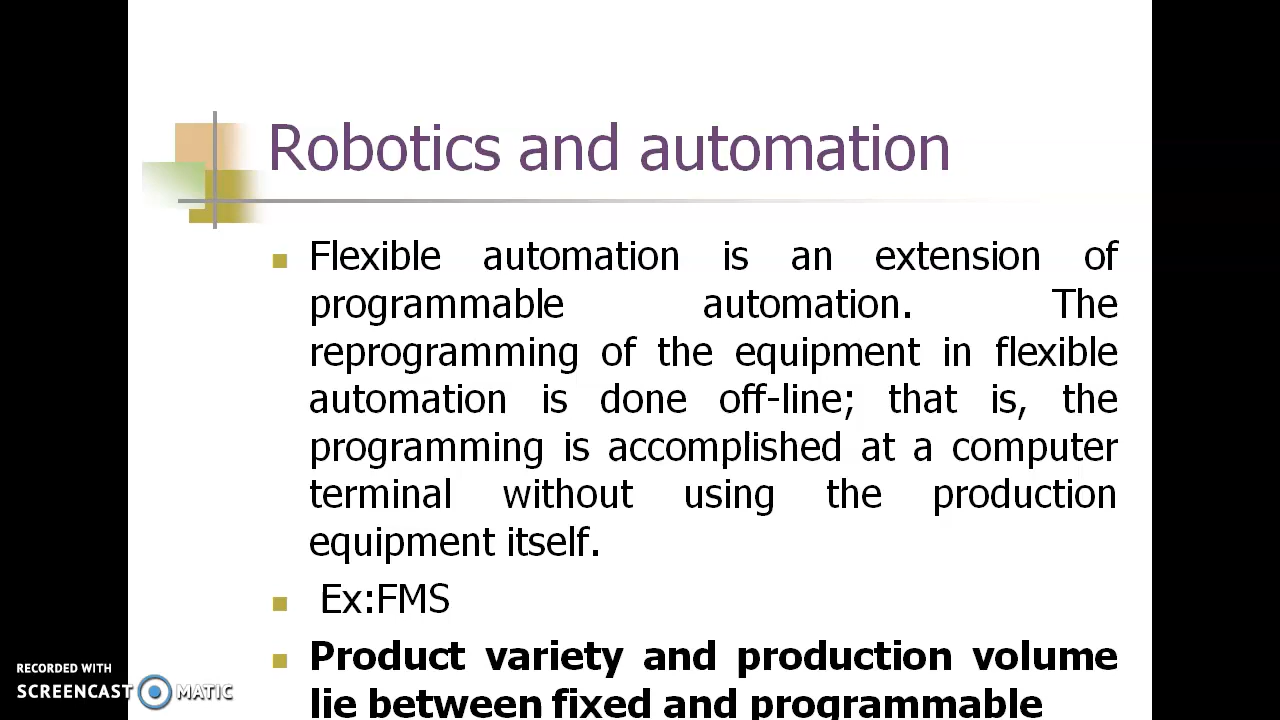 Robotics and automation
Flexible automation is an extension of
programmable automation. The
reprogramming of the equipment in flexible
automation is done off-line; that is, the
programming is accomplished at a computer
terminal without using the production
equipment itself.
Ex:FMS
Product variety and production volume
lie between fixed and programmable
RECORDED WITH
SCREENCAST MATIC